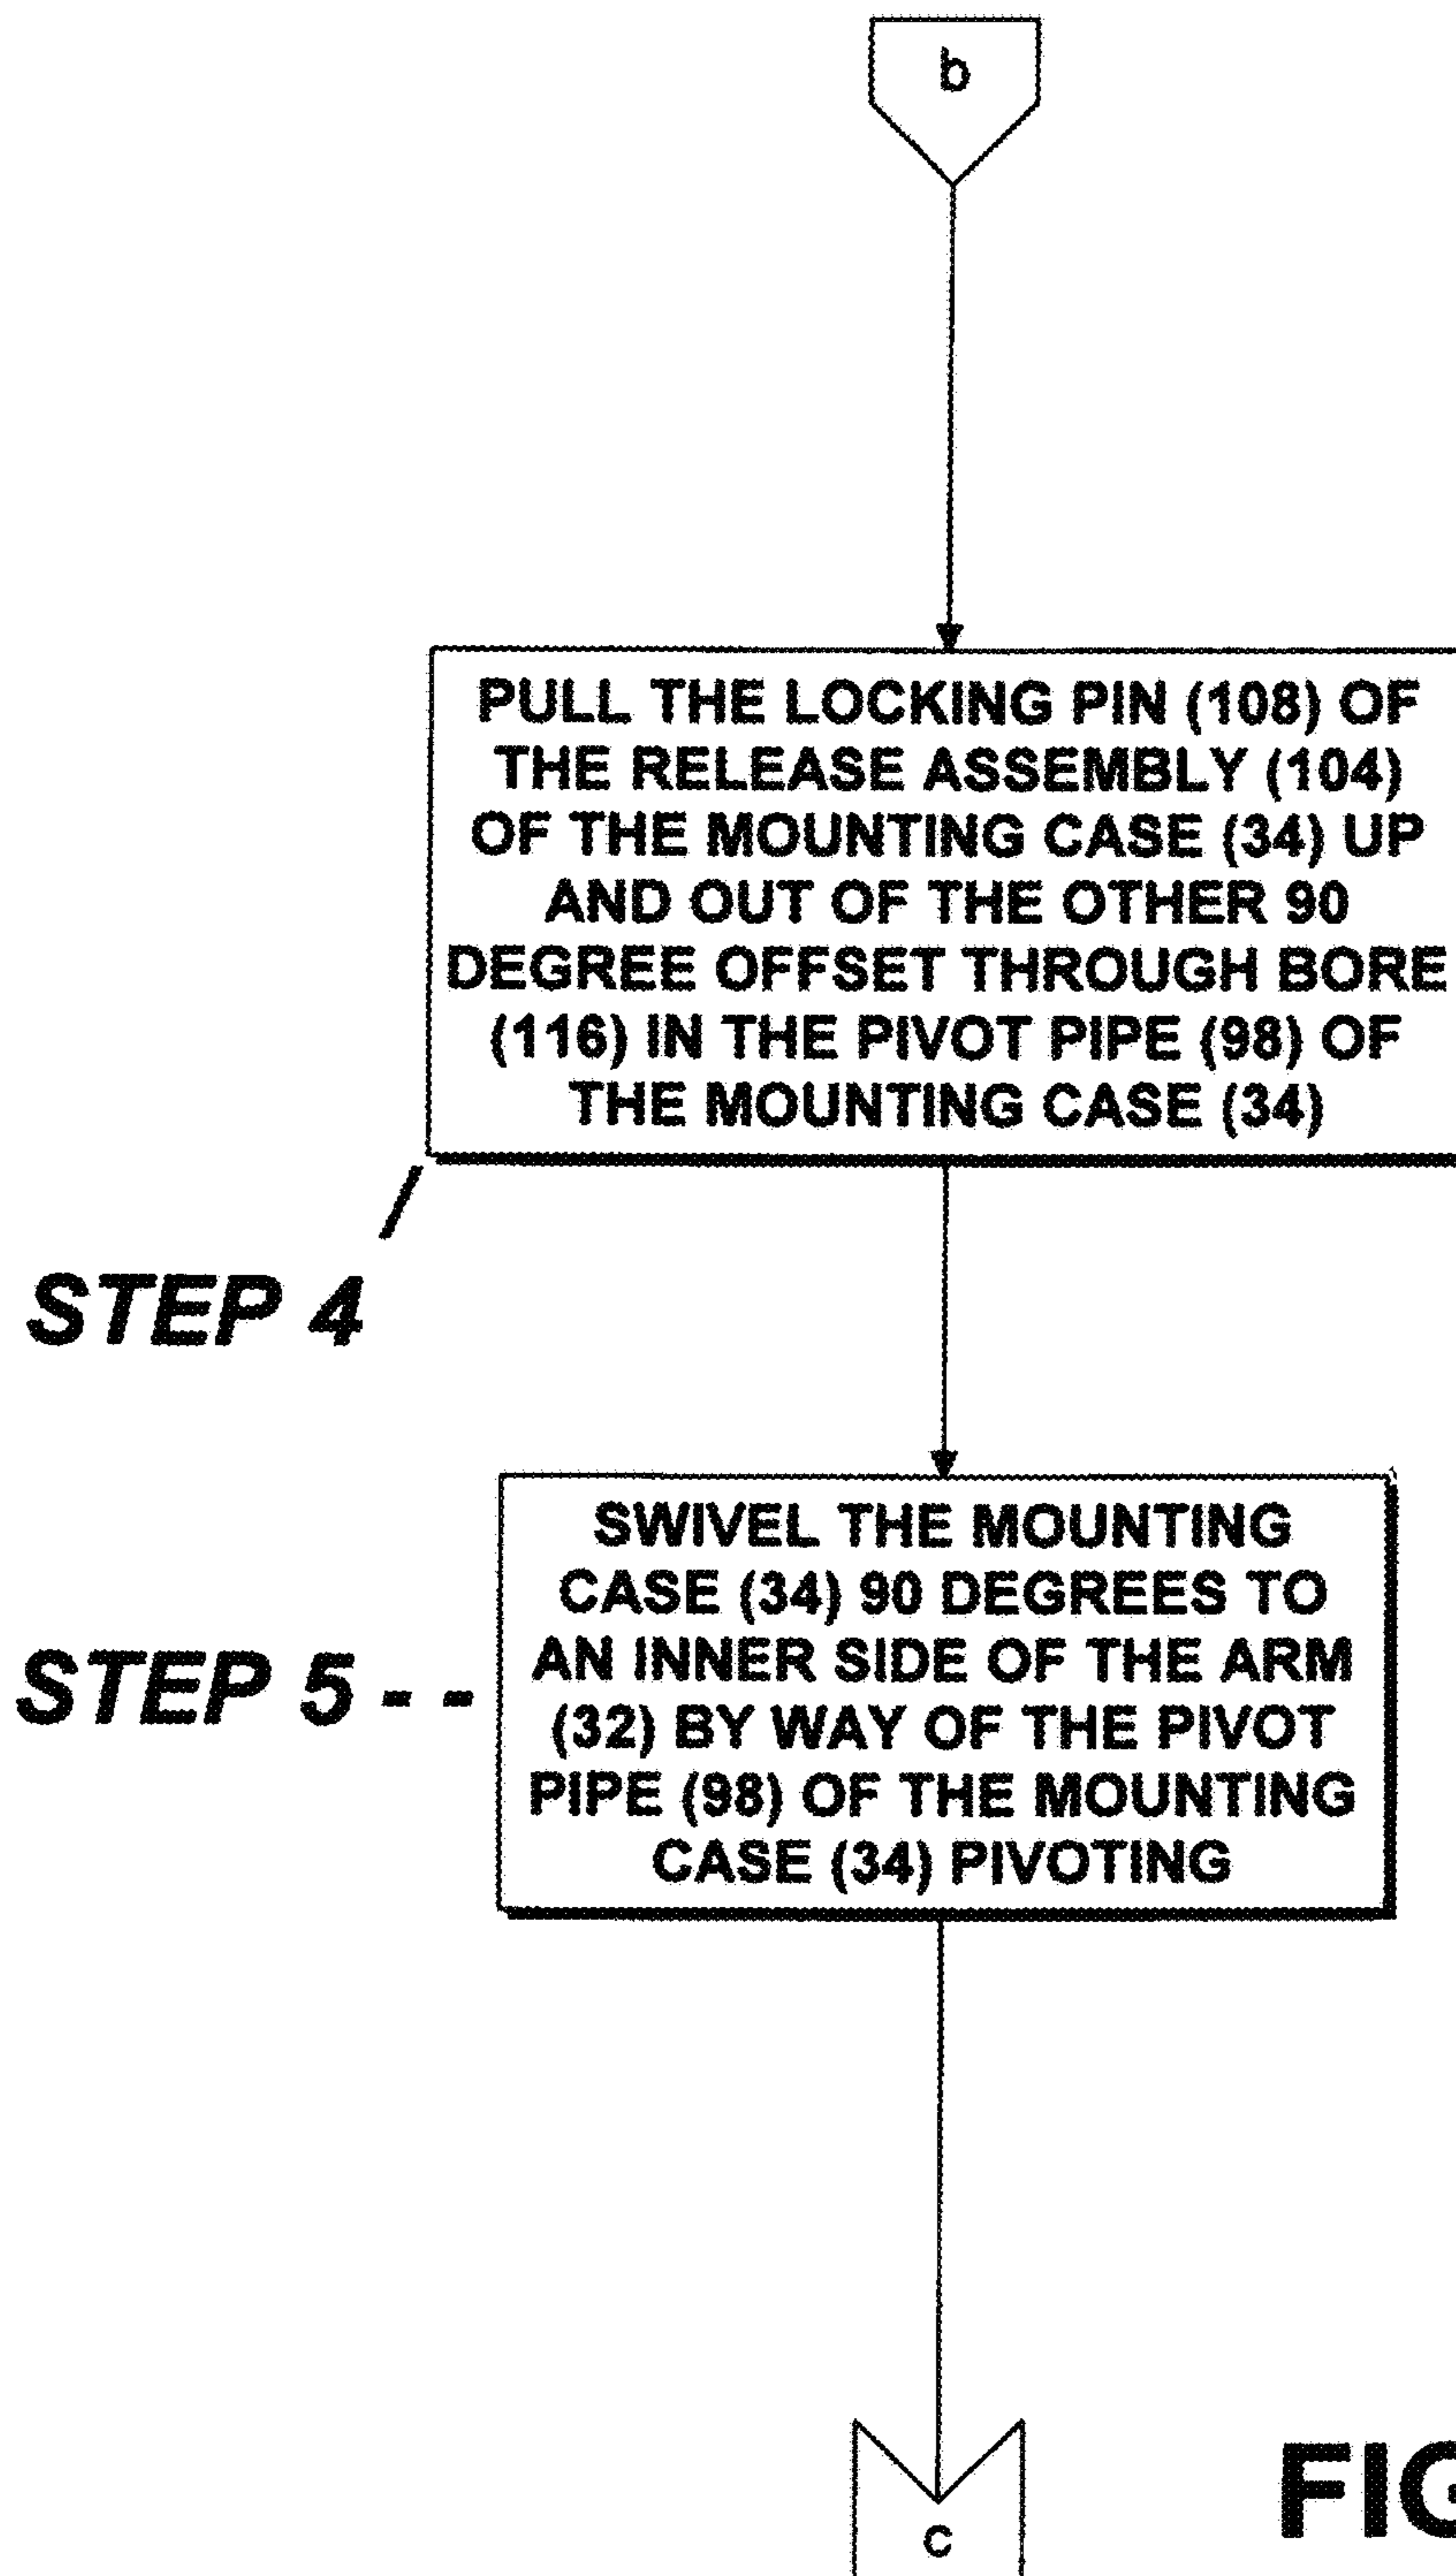 b
PULL THE LOCKING PIN (108) OF
THE RELEASE ASSEMBLY (104)
OF THE MOUNTING CASE (34) UP
AND OUT OF THE OTHER 90
DEGREE OFFSET THROUGH BORE
(116) IN THE PIVOT PIPE (98) OF
THE MOUNTING CASE (34)
STEP 4
SWIVEL THE MOUNTING
CASE (34) 90 DEGREES TO
AN INNER SIDE OF THE ARM
(32) BY WAY OF THE PIVOT
PIPE (98) OF THE MOUNTING
CASE (34) PIVOTING
STEP 5 - -
c
FIG